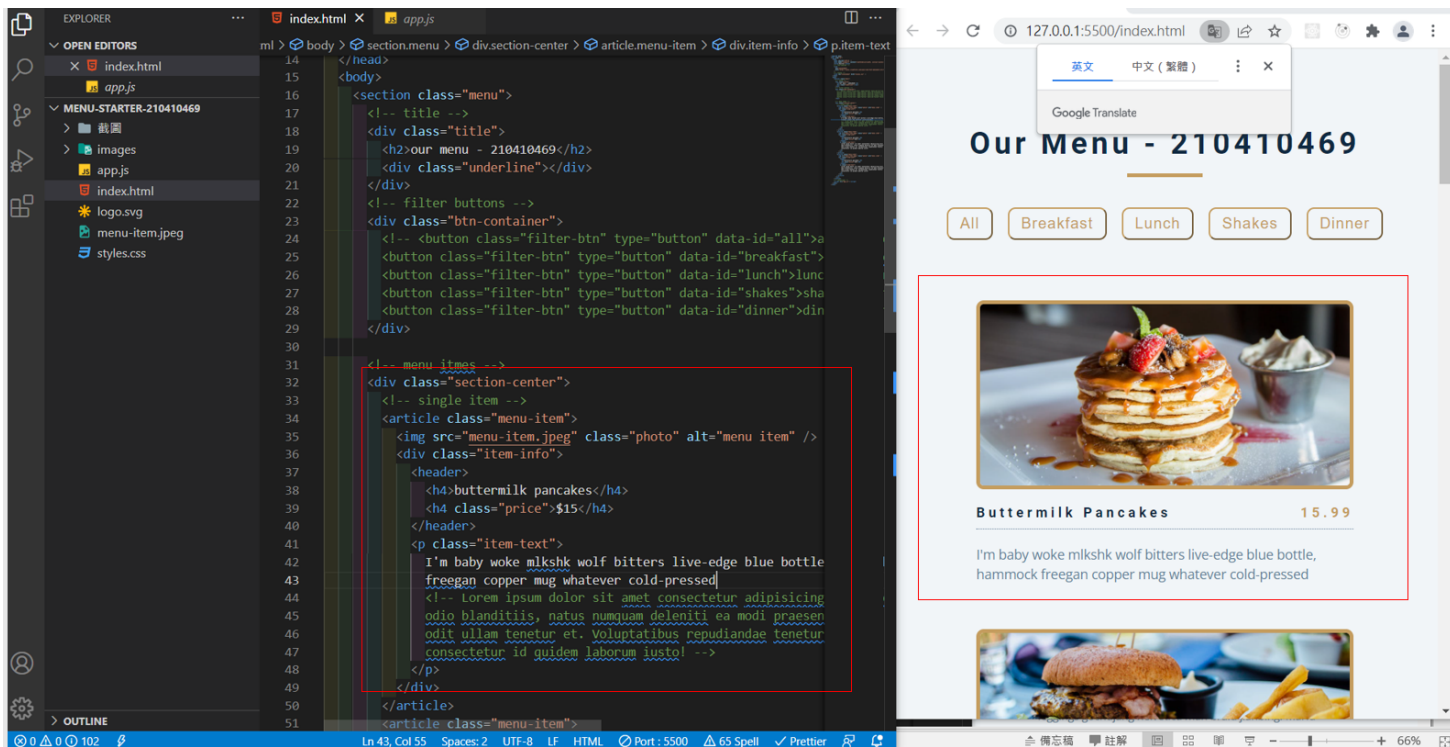 EXPLORER
···
index.html
app.js
···
OPEN EDITORS
index.html
app.js
MENU-STARTER-210410469
截圖
images
app.js
index.html
logo.svg
menu-item.jpeg
styles.css
OUTLINE
ml > body > section.menu > div.section-center > article.menu-item > div.item-info > p.item-text
14 </head>
15 <body>
16 <section class="menu">
17 <!-- title -->
18 <div class="title">
19 <h2>our menu - 210410469</h2>
20 <div class="underline"></div>
21 </div>
22 <!-- filter buttons -->
23 <div class="btn-container">
24 <!-- <button class="filter-btn" type="button" data-id="all">a
25 <button class="filter-btn" type="button" data-id="breakfast">
26 <button class="filter-btn" type="button" data-id="lunch">lunc
27 <button class="filter-btn" type="button" data-id="shakes">sha
28 <button class="filter-btn" type="button" data-id="dinner">din
29 </div>
30
31 <!-- menu itmes -->
32 <div class="section-center">
33 <!-- single item -->
34 <article class="menu-item">
35 <img src="menu-item.jpeg" class="photo" alt="menu item" />
36 <div class="item-info">
37 <header>
38 <h4>buttermilk pancakes</h4>
39 <h4 class="price">$15</h4>
40 </header>
41 <p class="item-text">
42 I'm baby woke mlkshk wolf bitters live-edge blue bottle
43 freegan copper mug whatever cold-pressed
44 <!-- Lorem ipsum dolor sit amet consectetur adipisicing
45 odio blanditiis, natus numquam deleniti ea modi praesen
46 odit ullam tenetur et. Voluptatibus repudiandae tenetur
47 consectetur id quidem laborum iusto! -->
48 </p>
49 </div>
50 </article>
51 <article class="menu-item">
0 0 0 102 Ln 43, Col 55 Spaces: 2 UTF-8 LF HTML Port : 5500 65 Spell Prettier
127.0.0.1:5500/index.html
英文 中文 ( 繁體 )
Google Translate
Our Menu - 210410469
All Breakfast Lunch Shakes Dinner
Buttermilk Pancakes 15.99
I'm baby woke mlkshk wolf bitters live-edge blue bottle,
hammock freegan copper mug whatever cold-pressed
備忘稿 註解 66%